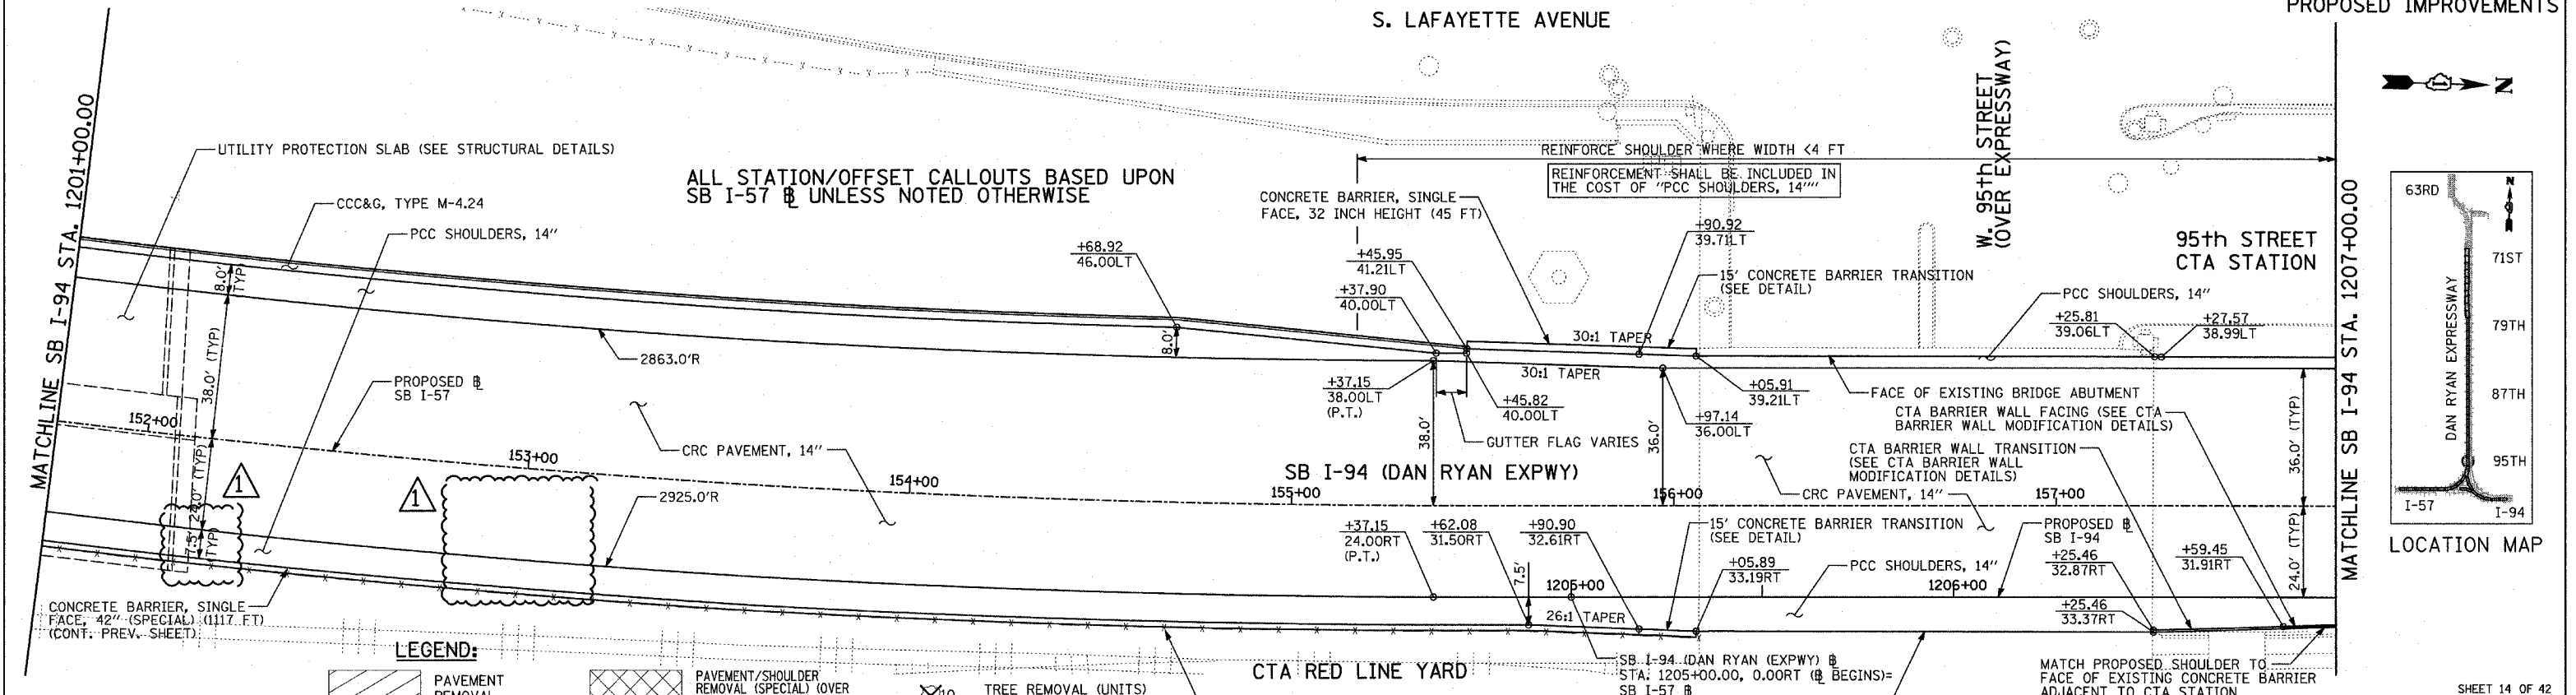 PROPOSED IMPROVEMENTS
S. LAFAYETTE AVENUE
W. 95th STREET
(OVER EXPRESSWAY)
N
MATCHLINE SB I-94 STA. 1201+00.00
UTILITY PROTECTION SLAB (SEE STRUCTURAL DETAILS)
CCC&G, TYPE M-4.24
PCC SHOULDERS, 14"
ALL STATION/OFFSET CALLOUTS BASED UPON
SB I-57 ℄ UNLESS NOTED OTHERWISE
REINFORCE SHOULDER WHERE WIDTH <4 FT
REINFORCEMENT SHALL BE INCLUDED IN
THE COST OF "PCC SHOULDERS, 14""
CONCRETE BARRIER, SINGLE
FACE, 32 INCH HEIGHT (45 FT)
+68.92
46.00LT
+45.95
41.21LT
+37.90
40.00LT
+90.92
39.71LT
15' CONCRETE BARRIER TRANSITION
(SEE DETAIL)
95th STREET
CTA STATION
PCC SHOULDERS, 14"
+25.81
39.06LT
+27.57
38.99LT
8.0'
(TYP)
38.0' (TYP)
8.0'
2863.0'R
30:1 TAPER
30:1 TAPER
+37.15
38.00LT
(P.T.)
+45.82
40.00LT
+05.91
39.21LT
+97.14
36.00LT
FACE OF EXISTING BRIDGE ABUTMENT
CTA BARRIER WALL FACING (SEE CTA
BARRIER WALL MODIFICATION DETAILS)
CTA BARRIER WALL TRANSITION
(SEE CTA BARRIER WALL
MODIFICATION DETAILS)
PROPOSED ℄
SB I-57
152+00
153+00
154+00
155+00
156+00
157+00
CRC PAVEMENT, 14"
38.0'
GUTTER FLAG VARIES
36.0'
SB I-94 (DAN RYAN EXPWY)
CRC PAVEMENT, 14"
36.0' (TYP)
24.0' (TYP)
MATCHLINE SB I-94 STA. 1207+00.00
1
1
24.0' (TYP)
7.5'
(TYP)
2925.0'R
+37.15
24.00RT
(P.T.)
+62.08
31.50RT
+90.90
32.61RT
15' CONCRETE BARRIER TRANSITION
(SEE DETAIL)
+05.89
33.19RT
PCC SHOULDERS, 14"
PROPOSED ℄
SB I-94
+25.46
32.87RT
+59.45
31.91RT
7.5'
1205+00
1206+00
26:1 TAPER
+25.46
33.37RT
CONCRETE BARRIER, SINGLE
FACE, 42" (SPECIAL) (1117 FT)
(CONT. PREV. SHEET)
LEGEND:
PAVEMENT
REMOVAL
PAVEMENT/SHOULDER
REMOVAL (SPECIAL) (OVER
TREE REMOVAL (UNITS)
CTA RED LINE YARD
SB I-94 (DAN RYAN (EXPWY) ℄
STA. 1205+00.00, 0.00RT (℄ BEGINS)=
SB I-57 ℄
MATCH PROPOSED SHOULDER TO
FACE OF EXISTING CONCRETE BARRIER
ADJACENT TO CTA STATION
63RD
N
71ST
79TH
87TH
95TH
DAN RYAN EXPRESSWAY
I-57
I-94
LOCATION MAP
SHEET 14 OF 42